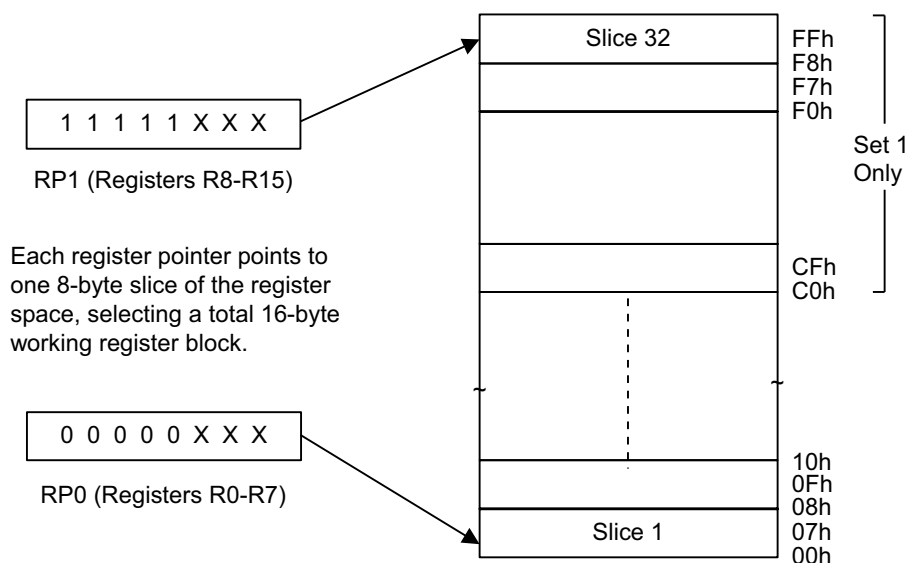 Slice 32
FFh
F8h
F7h
F0h
Set 1
Only
1 1 1 1 1 X X X
RP1 (Registers R8-R15)
Each register pointer points to
one 8-byte slice of the register
space, selecting a total 16-byte
working register block.
CFh
C0h
0 0 0 0 0 X X X
RP0 (Registers R0-R7)
~
~
10h
0Fh
08h
Slice 1
07h
00h